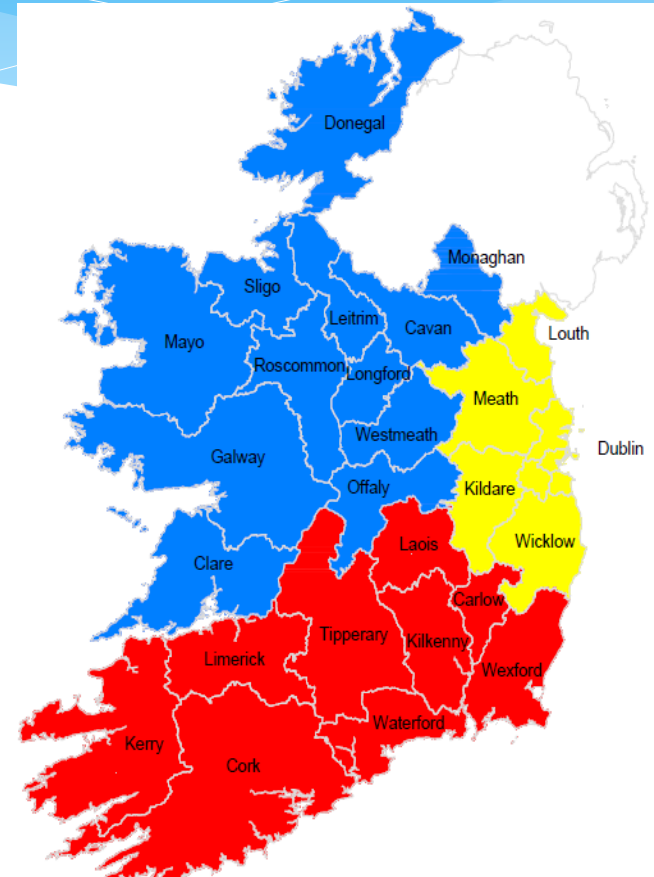 Donegal
Monaghan
Sligo
Leitrim
Cavan
Louth
Mayo
Roscommon
Longford
Meath
Westmeath
Dublin
Galway
Offaly
Kildare
Laois
Wicklow
Clare
Carlow
Tipperary
Kilkenny
Limerick
Wexford
Waterford
Kerry
Cork